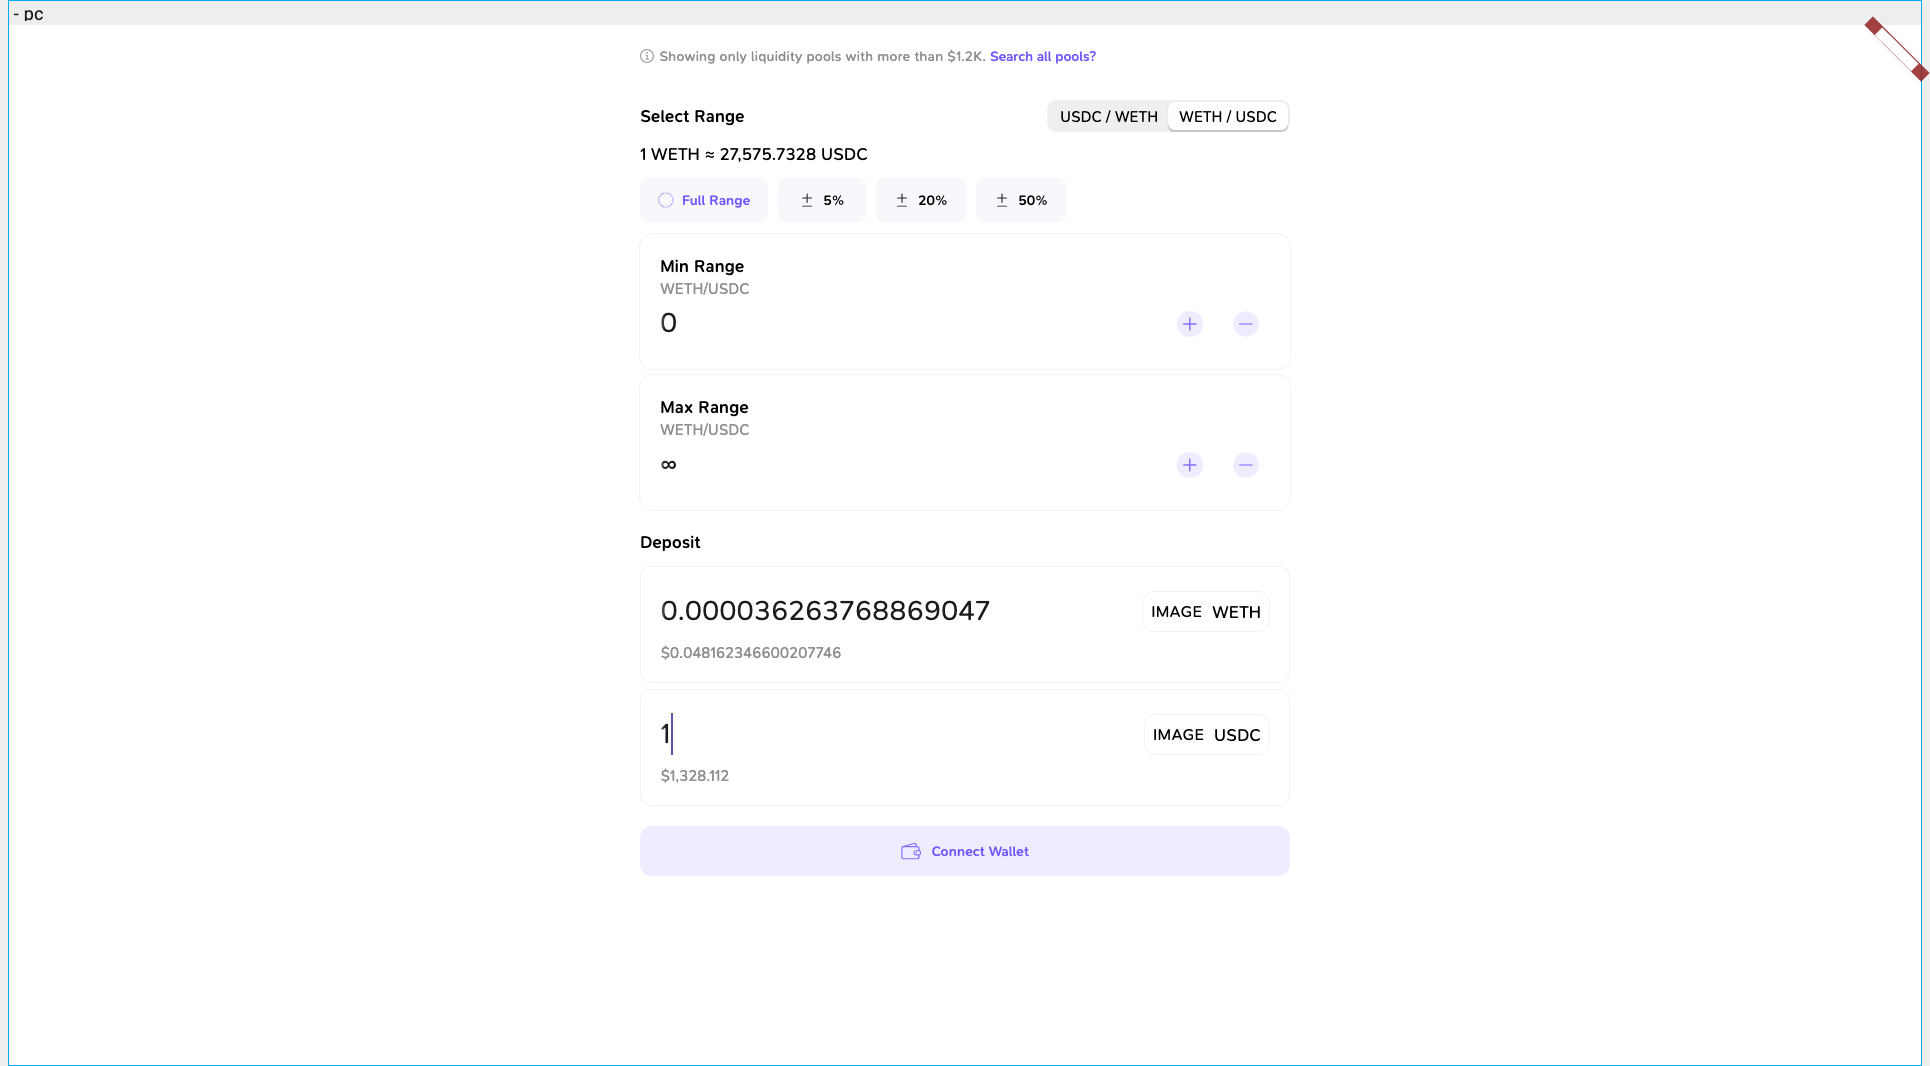 - pc
Showing only liquidity pools with more than $1.2K. Search all pools?
Select Range
USDC / WETH
WETH / USDC
1 WETH ≈ 27,575.7328 USDC
Full Range
± 5%
± 20%
± 50%
Min Range
WETH/USDC
0
Max Range
WETH/USDC
∞
Deposit
0.000036263768869047
IMAGE WETH
$0.048162346600207746
1
IMAGE USDC
$1,328.112
Connect Wallet